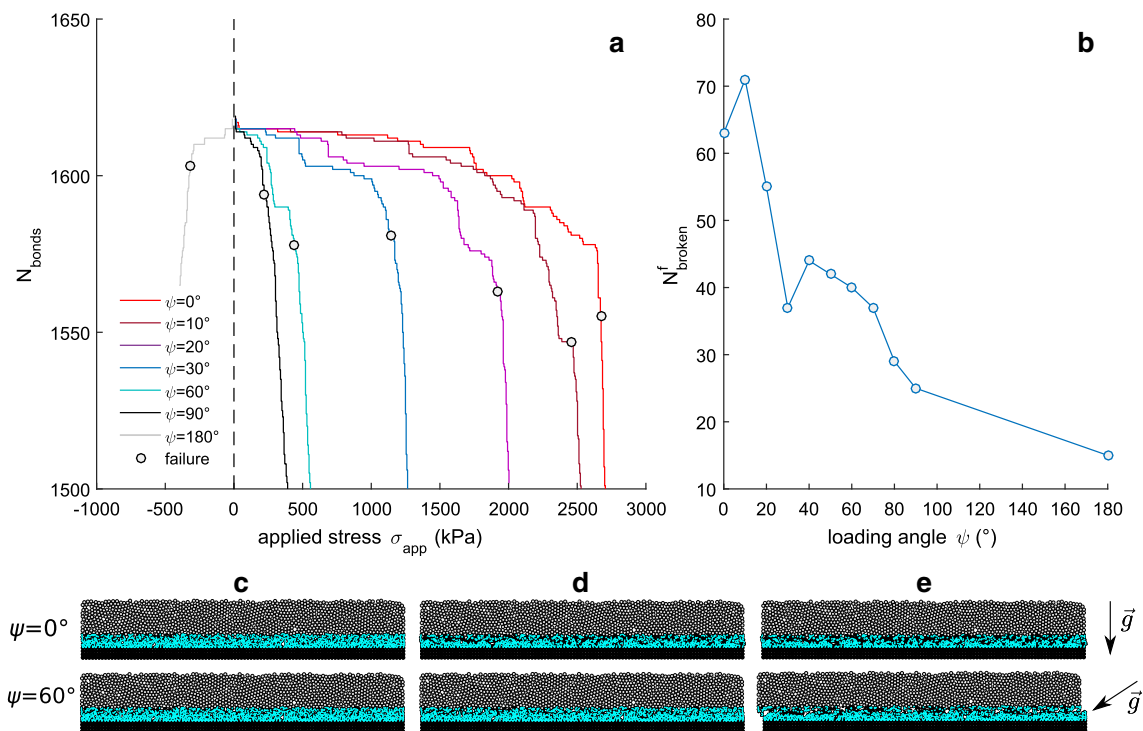 a
1650
1600
1550
1500
N_bonds
-1000 -500 0 500 1000 1500 2000 2500 3000
applied stress σ_app (kPa)
ψ=0°
ψ=10°
ψ=20°
ψ=30°
ψ=60°
ψ=90°
ψ=180°
failure
b
80
70
60
50
40
30
20
10
N^f_broken
0 20 40 60 80 100 120 140 160 180
loading angle ψ (°)
c d e
ψ=0°
g⃗
ψ=60°
g⃗